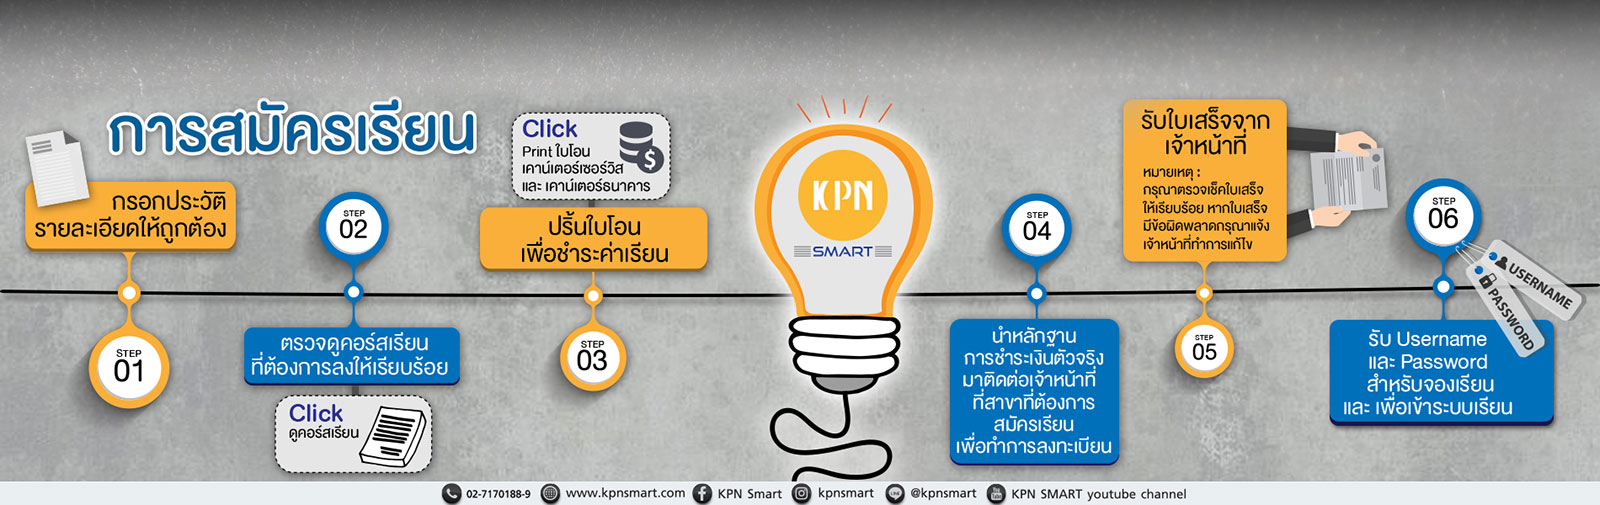 การสมัครเรียน
กรอกประวัติ
รายละเอียดให้ถูกต้อง
STEP
01
STEP
02
ตรวจดูคอร์สเรียน
ที่ต้องการลงให้เรียบร้อย
Click
ดูคอร์สเรียน
Click
Print ใบโอน
เคาน์เตอร์เซอร์วิส
และ เคาน์เตอร์ธนาคาร
ปริ้นใบโอน
เพื่อชำระค่าเรียน
STEP
03
KPN
SMART
STEP
04
นำหลักฐาน
การชำระเงินตัวจริง
มาติดต่อเจ้าหน้าที่
ที่สาขาที่ต้องการ
สมัครเรียน
เพื่อทำการลงทะเบียน
รับใบเสร็จจาก
เจ้าหน้าที่
หมายเหตุ :
กรุณาตรวจเช็คใบเสร็จ
ให้เรียบร้อย หากใบเสร็จ
มีข้อผิดพลาดกรุณาแจ้ง
เจ้าหน้าที่ทำการแก้ไข
STEP
05
STEP
06
USERNAME
PASSWORD
รับ Username
และ Password
สำหรับจองเรียน
และ เพื่อเข้าระบบเรียน
02-7170188-9 www.kpnsmart.com KPN Smart kpnsmart @kpnsmart KPN SMART youtube channel